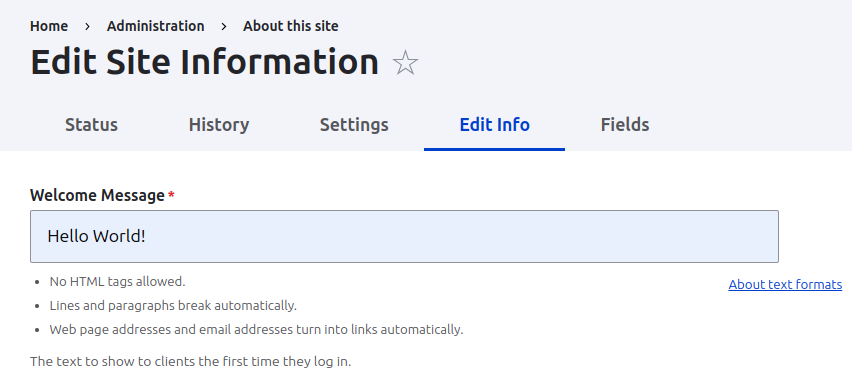 Home > Administration > About this site
Edit Site Information
Status History Settings Edit Info Fields
Welcome Message *
Hello World!
• No HTML tags allowed. About text formats
• Lines and paragraphs break automatically.
• Web page addresses and email addresses turn into links automatically.
The text to show to clients the first time they log in.